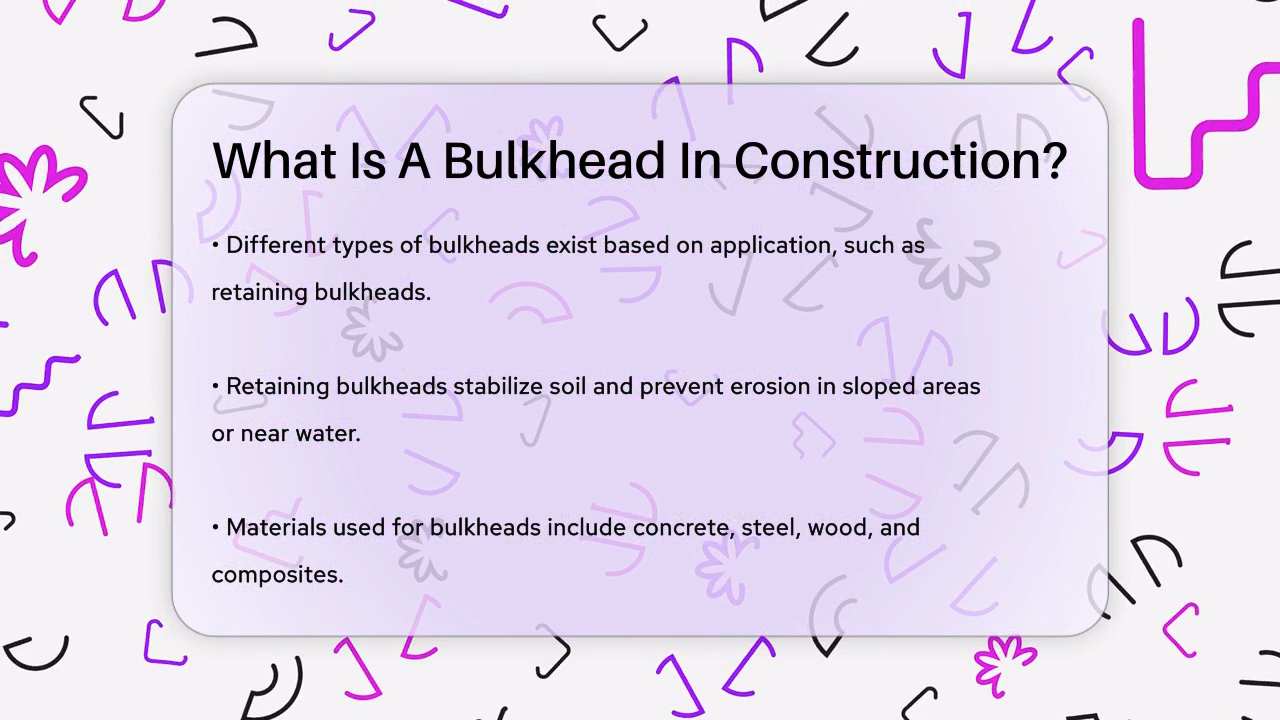 What Is A Bulkhead In Construction?
• Different types of bulkheads exist based on application, such as
retaining bulkheads.
• Retaining bulkheads stabilize soil and prevent erosion in sloped areas
or near water.
• Materials used for bulkheads include concrete, steel, wood, and
composites.